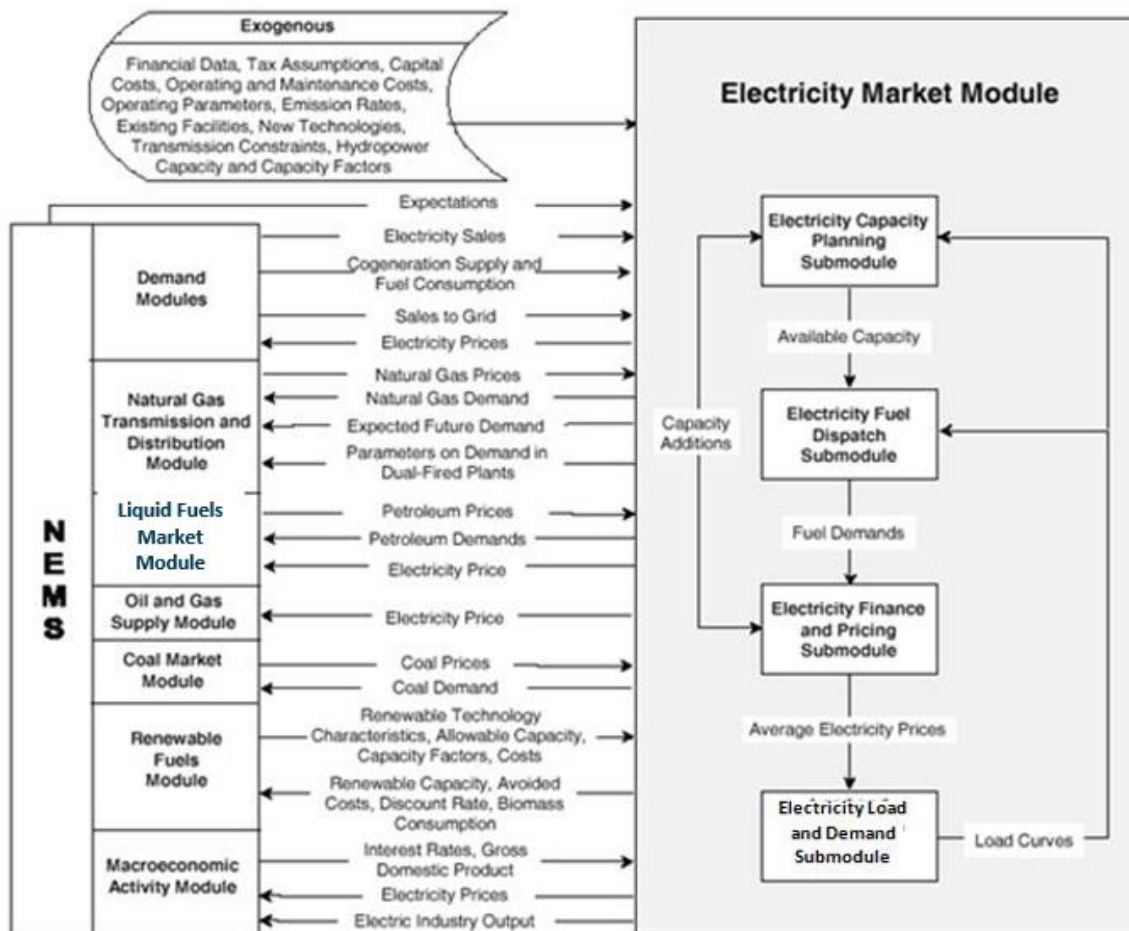 Exogenous
Financial Data, Tax Assumptions, Capital
Costs, Operating and Maintenance Costs,
Operating Parameters, Emission Rates,
Existing Facilities, New Technologies,
Transmission Constraints, Hydropower
Capacity and Capacity Factors
NEMS
Demand
Modules
Natural Gas
Transmission and
Distribution
Module
Liquid Fuels
Market
Module
Oil and Gas
Supply Module
Coal Market
Module
Renewable
Fuels
Module
Macroeconomic
Activity Module
Expectations
Electricity Sales
Cogeneration Supply and
Fuel Consumption
Sales to Grid
Electricity Prices
Natural Gas Prices
Natural Gas Demand
Expected Future Demand
Parameters on Demand in
Dual-Fired Plants
Petroleum Prices
Petroleum Demands
Electricity Price
Electricity Price
Coal Prices
Coal Demand
Renewable Technology
Characteristics, Allowable Capacity,
Capacity Factors, Costs
Renewable Capacity, Avoided
Costs, Discount Rate, Biomass
Consumption
Interest Rates, Gross
Domestic Product
Electricity Prices
Electric Industry Output
Electricity Market Module
Electricity Capacity
Planning
Submodule
Available Capacity
Electricity Fuel
Dispatch
Submodule
Capacity
Additions
Fuel Demands
Electricity Finance
and Pricing
Submodule
Average Electricity Prices
Electricity Load
and Demand
Submodule
Load Curves